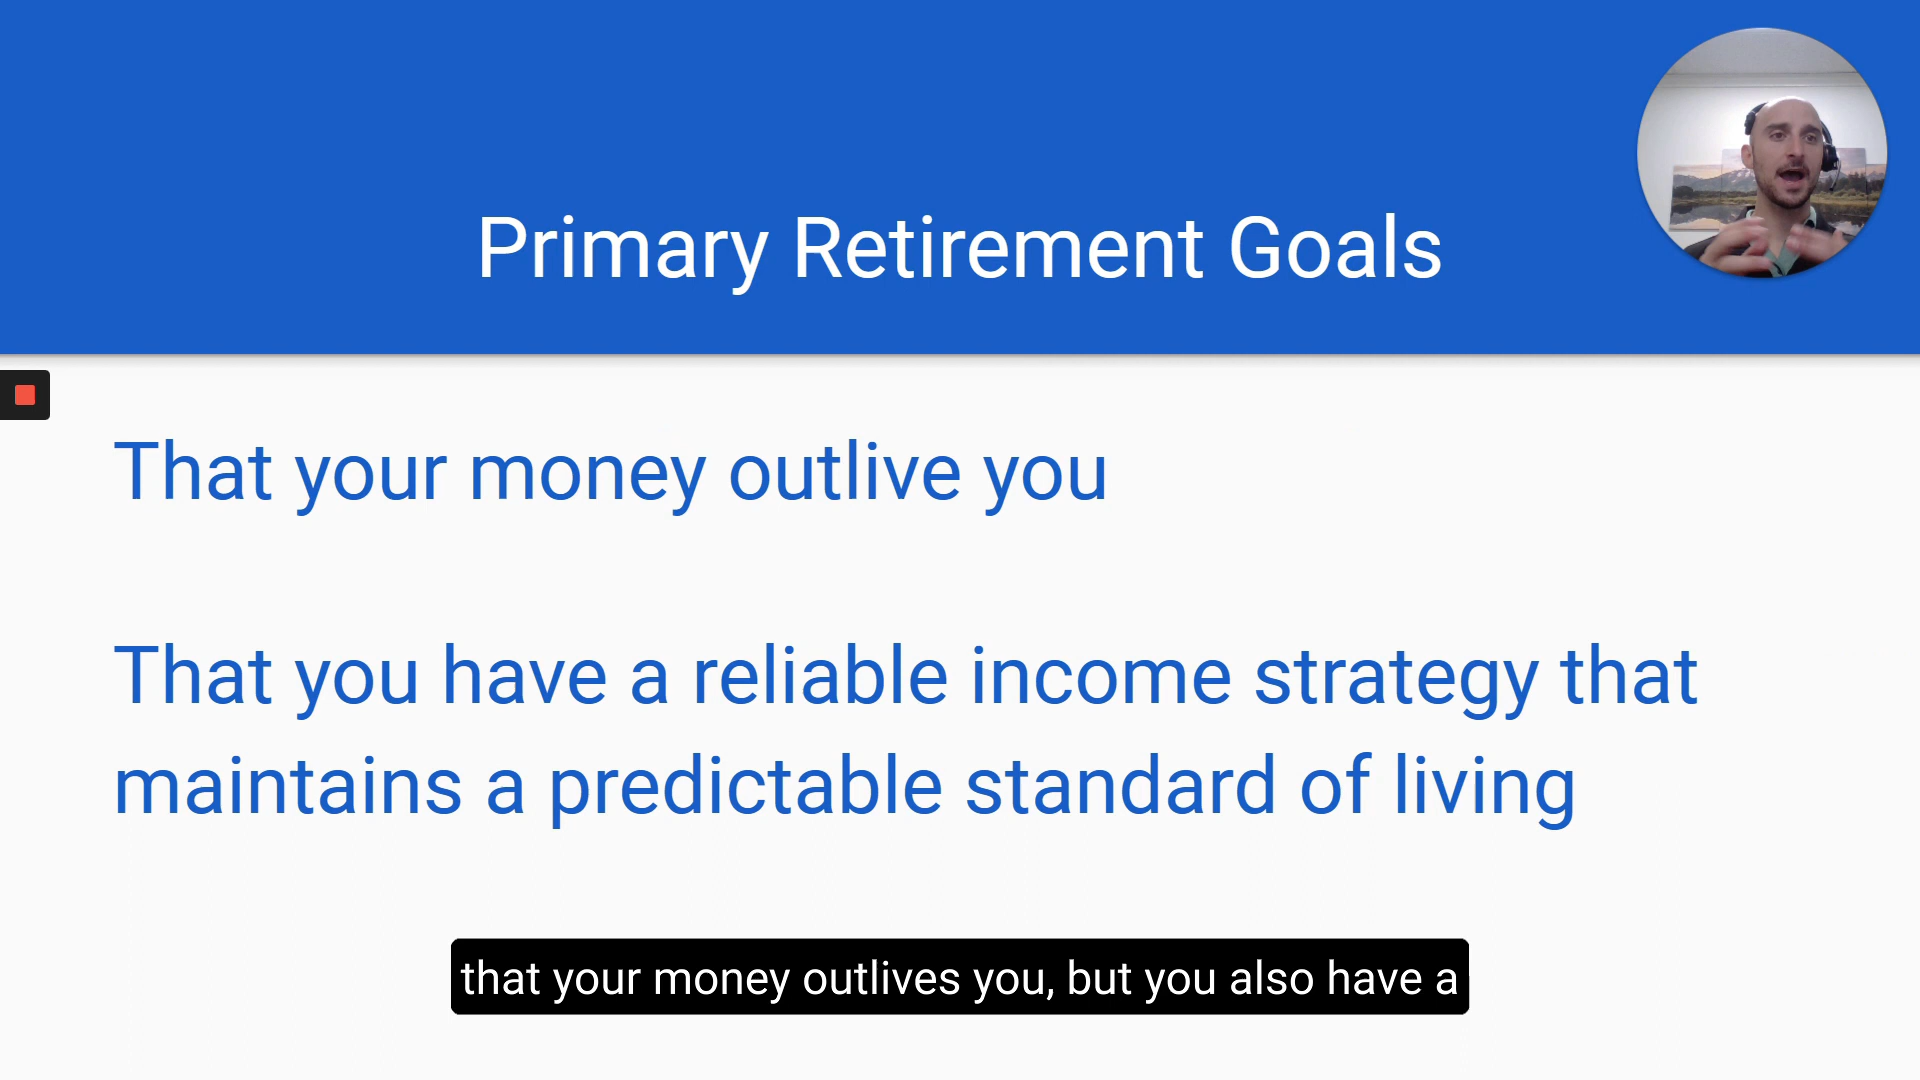 Primary Retirement Goals
That your money outlive you
That you have a reliable income strategy that
maintains a predictable standard of living
that your money outlives you, but you also have a